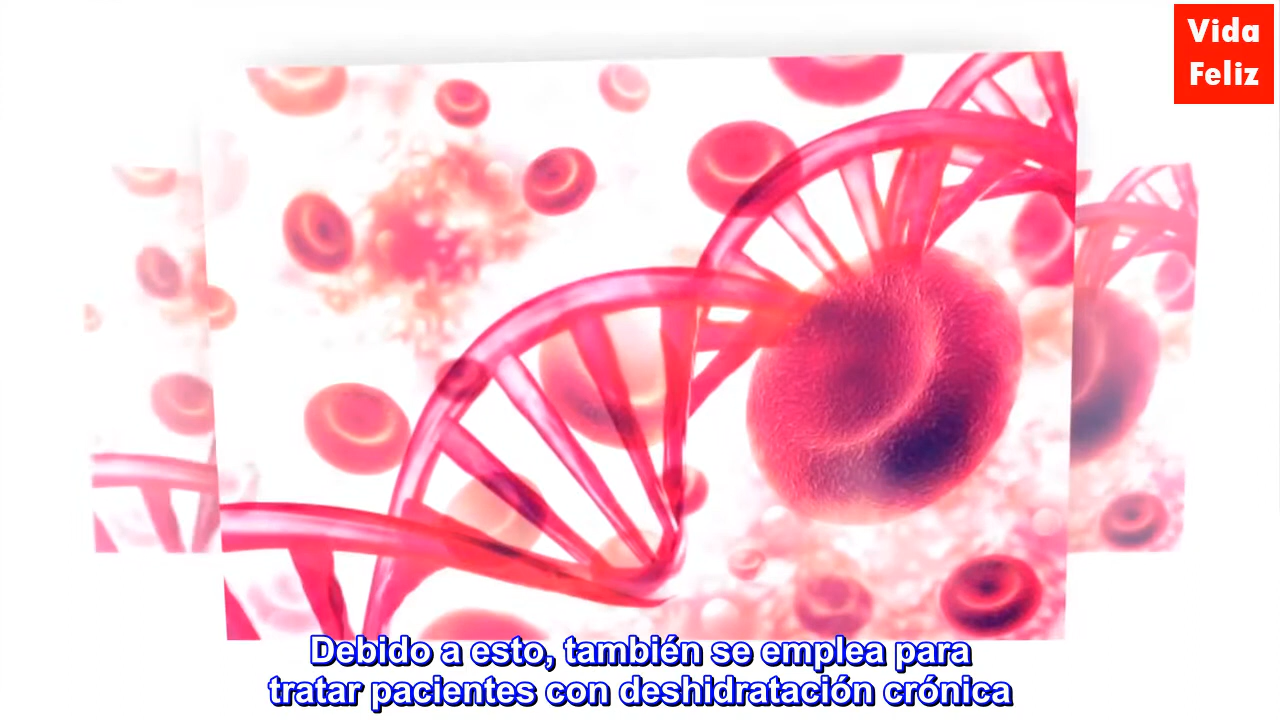 Vida
Feliz
Debido a esto, también se emplea para
tratar pacientes con deshidratación crónica